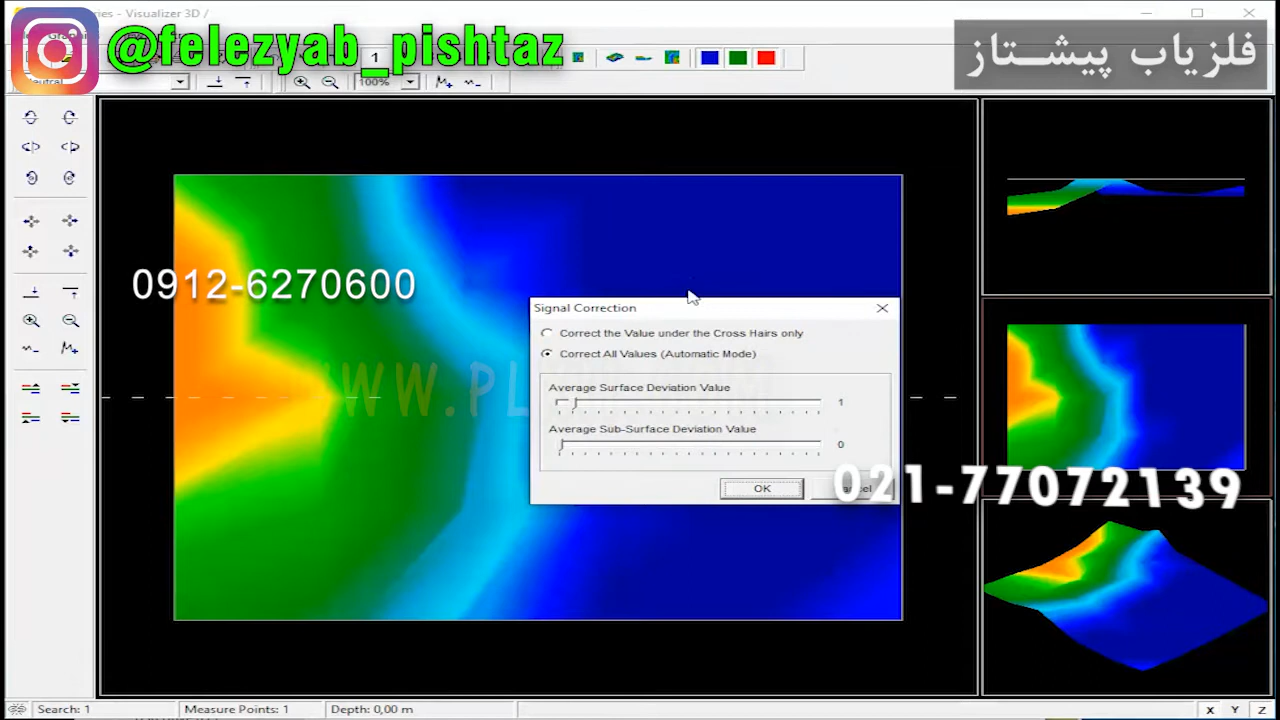 ries - Visualizer 3D /
@felezyab_pishtaz
فلزیاب پیشتاز
1
100%
0912-6270600
Signal Correction
Correct the Value under the Cross Hairs only
Correct All Values (Automatic Mode)
Average Surface Deviation Value
1
Average Sub-Surface Deviation Value
0
OK
021-77072139
Search: 1
Measure Points: 1
Depth: 0,00 m
X Y Z